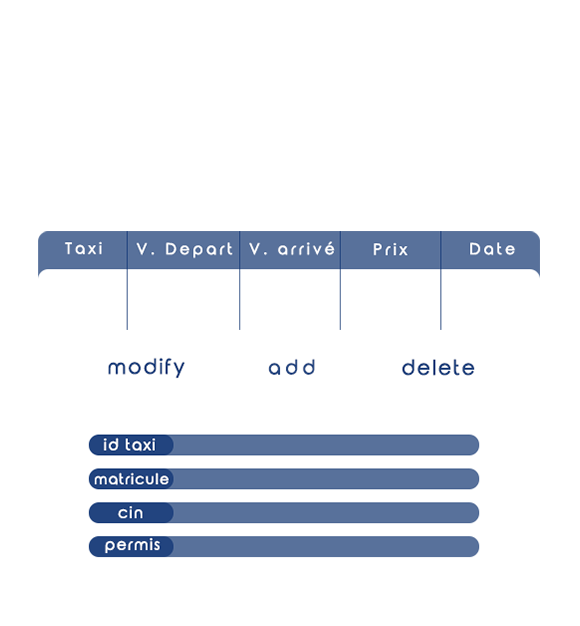 Taxi V. Depart V. arrivé Prix Date
modify add delete
id taxi
matricule
cin
permis